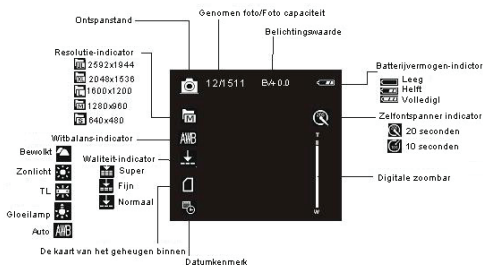 Genomen foto/Foto capaciteit
Ontspanstand
Belichtingswaarde
Resolutie-indicator
2592x1944
2048x1536
1600x1200
1280x960
640x480
12/1511
B/+0.0
Batterijvermogen-indictor
Leeg
Helft
Volledigl
Zelfontspanner indicator
20 seconden
10 seconden
Witbalans-indicator
Bewolkt
Zonlicht
TL
Gloeilamp
Auto AWB
Waliteit-indicator
Super
Fijn
Normaal
AWB
T
W
Digitale zoombar
De kaart van het geheugen binnen
Datumkenmerk